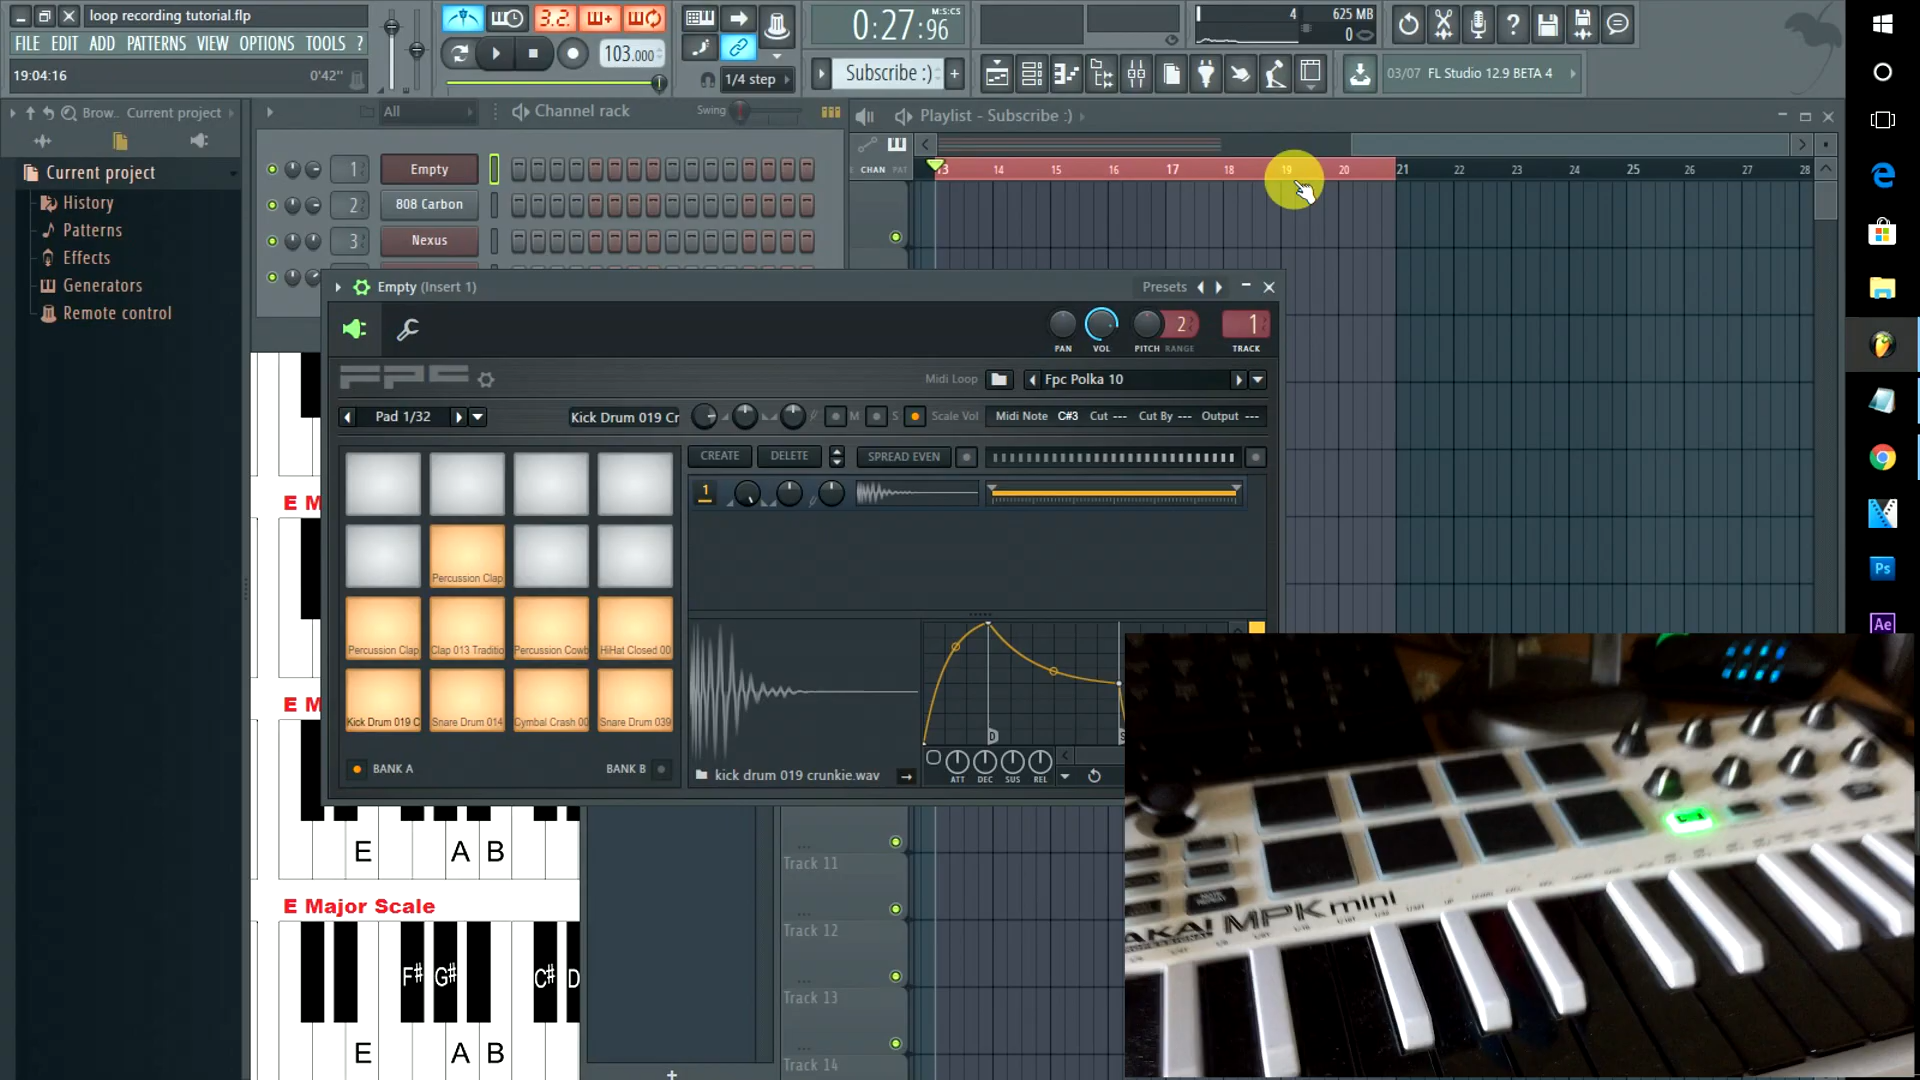 loop recording tutorial.flp
FILE EDIT ADD PATTERNS VIEW OPTIONS TOOLS ?
19:04:16 0'42"
3.2.
103.000
1/4 step
0:27:96 M:S:CS
Subscribe :)
4 625 MB
0
03/07 FL Studio 12.9 BETA 4
Brow.. Current project
Current project
History
Patterns
Effects
Generators
Remote control
All Channel rack Swing
1 Empty
2 808 Carbon
3 Nexus
Playlist - Subscribe :)
CHAN PAT
13 14 15 16 17 18 19 20 21 22 23 24 25 26 27 28
Empty (Insert 1) Presets
2 1
PAN VOL PITCH RANGE TRACK
FPC Midi Loop Fpc Polka 10
Pad 1/32 Kick Drum 019 Cr M S Scale Vol Midi Note C#3 Cut --- Cut By --- Output ---
CREATE DELETE SPREAD EVEN
1
Percussion Clap
Percussion Clap Clap 013 Traditio Percussion Cowb HiHat Closed 00
Kick Drum 019 C Snare Drum 014 Cymbal Crash 00 Snare Drum 039
BANK A BANK B
kick drum 019 crunkie.wav
D S
ATT DEC SUS REL
E M
E M
E A B
E Major Scale
F# G# C# D
E A B
Track 11
Track 12
Track 13
Track 14
Ps
Ae
AKAI MPK mini
PROFESSIONAL